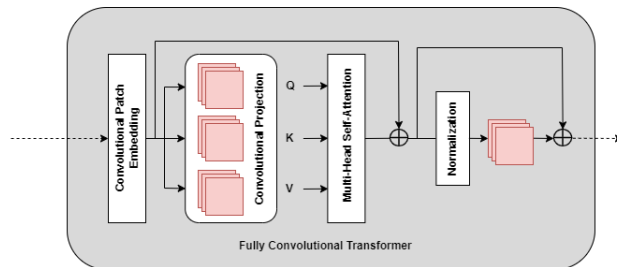 Convolutional Patch
Embedding
Convolutional Projection
Q
K
V
Multi-Head Self-Attention
Normalization
Fully Convolutional Transformer